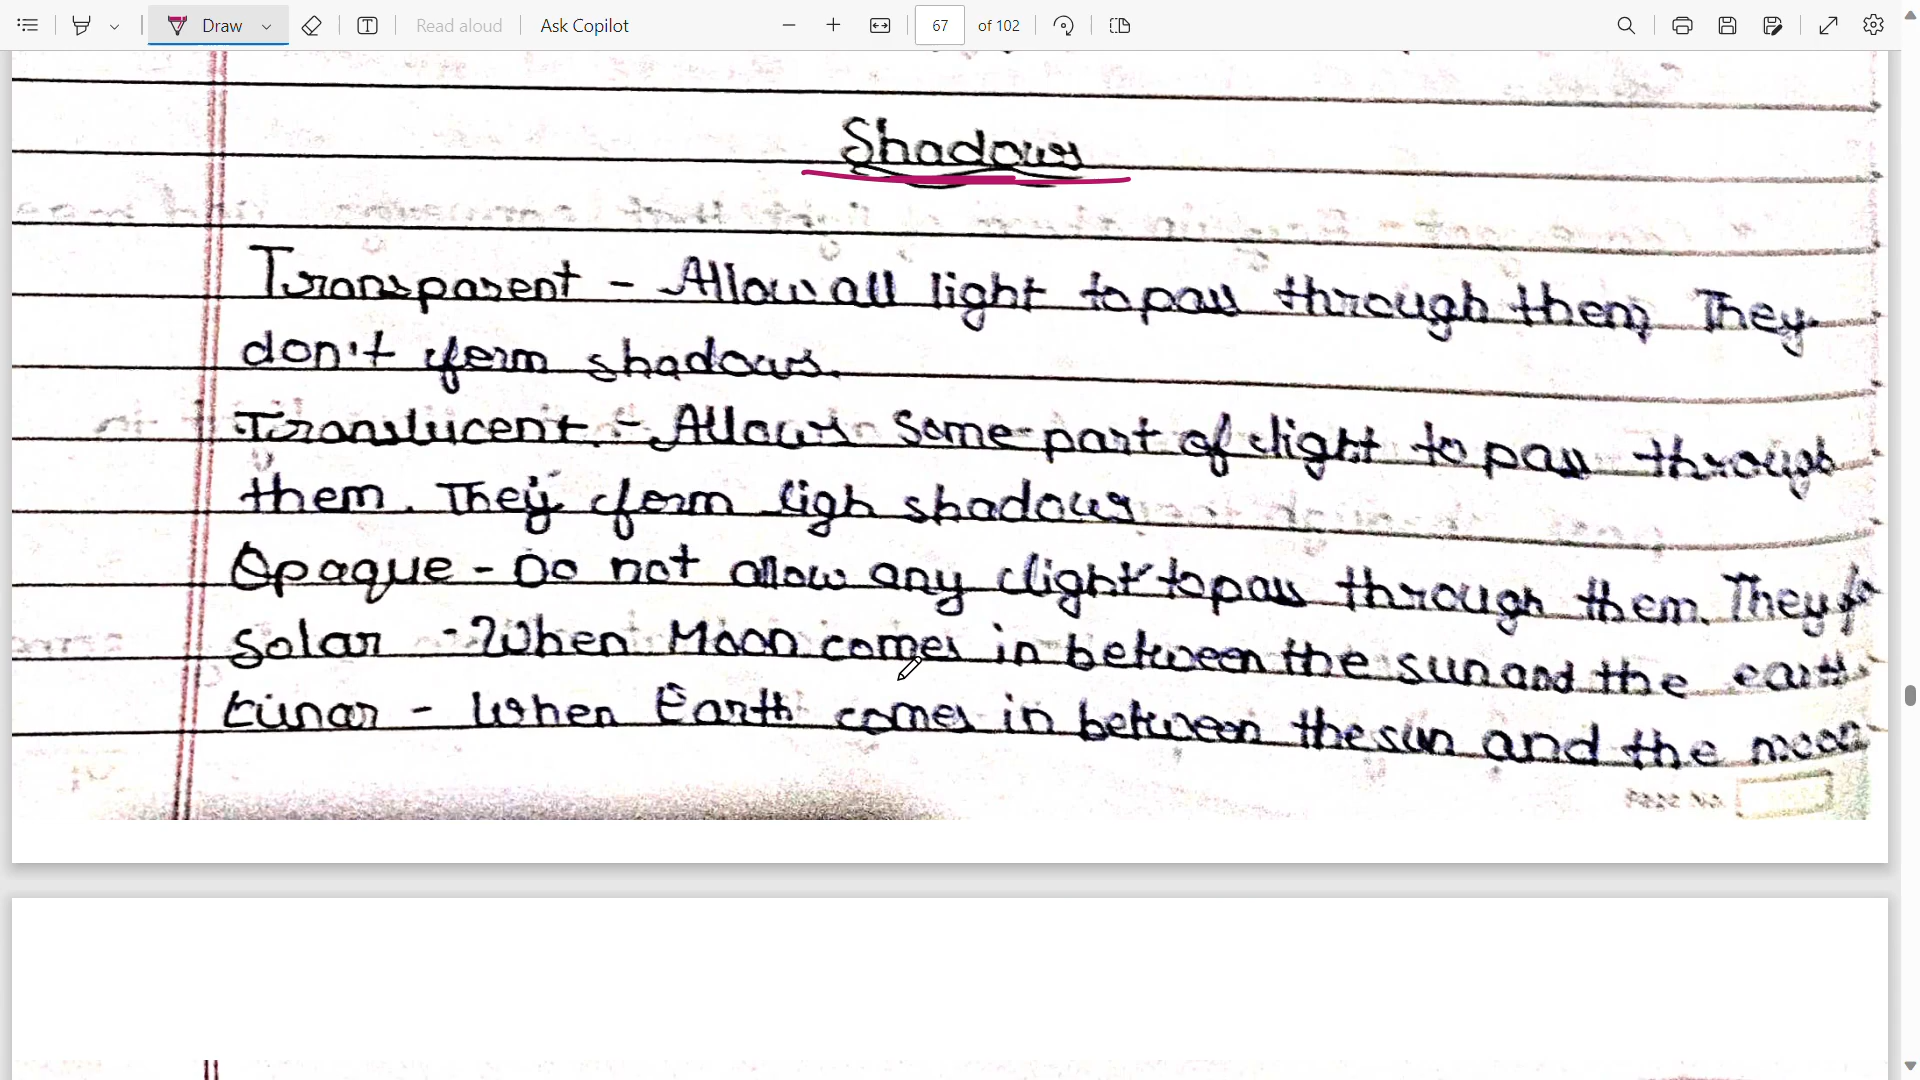 Draw
Read aloud
Ask Copilot
67
of 102
Shadows
Transparent - Allow all light to pass through them, They
don't form shadows.
Translucent - Allows some part of light to pass through
them. They form ligh shadows
Opaque - Do not allow any light to pass through them. They
Solar - When Moon comes in between the sun and the earth
Lunar - When Earth comes in between the sun and the moon
PAGE NO.